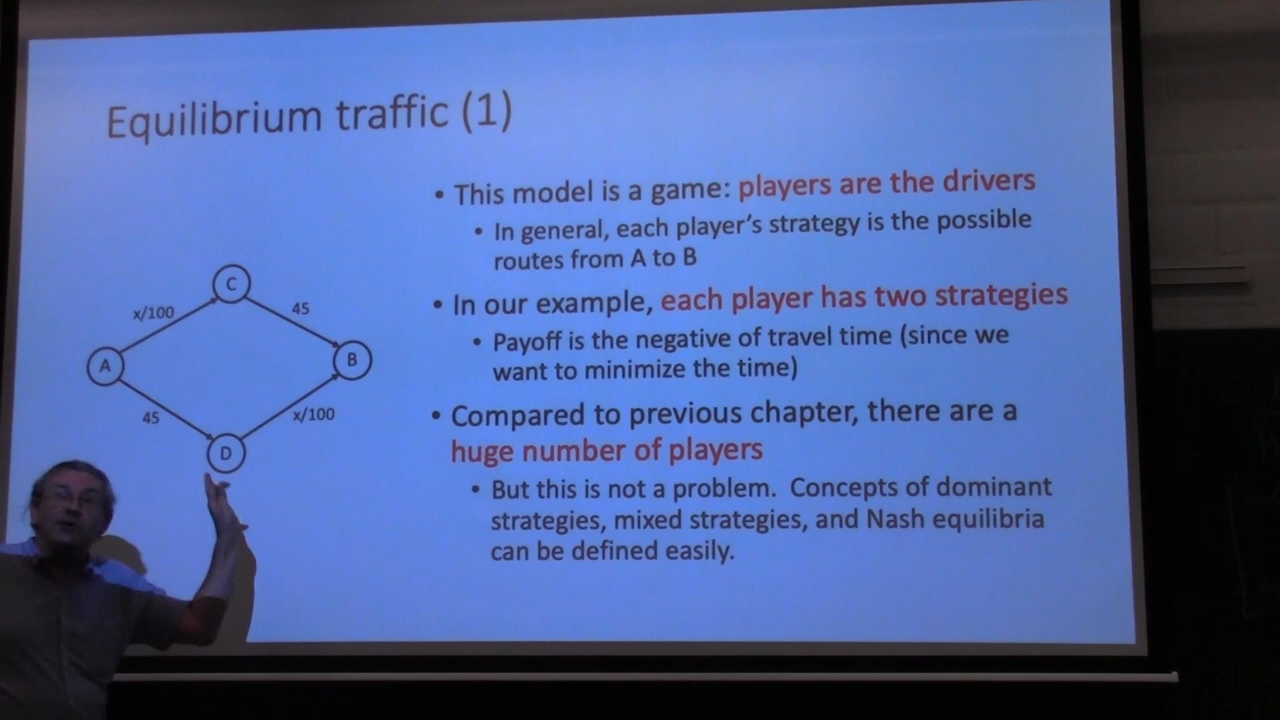 Equilibrium traffic (1)
• This model is a game: players are the drivers
• In general, each player's strategy is the possible
routes from A to B
• In our example, each player has two strategies
• Payoff is the negative of travel time (since we
want to minimize the time)
• Compared to previous chapter, there are a
huge number of players
• But this is not a problem. Concepts of dominant
strategies, mixed strategies, and Nash equilibria
can be defined easily.
C
x/100
45
A
B
45
x/100
D